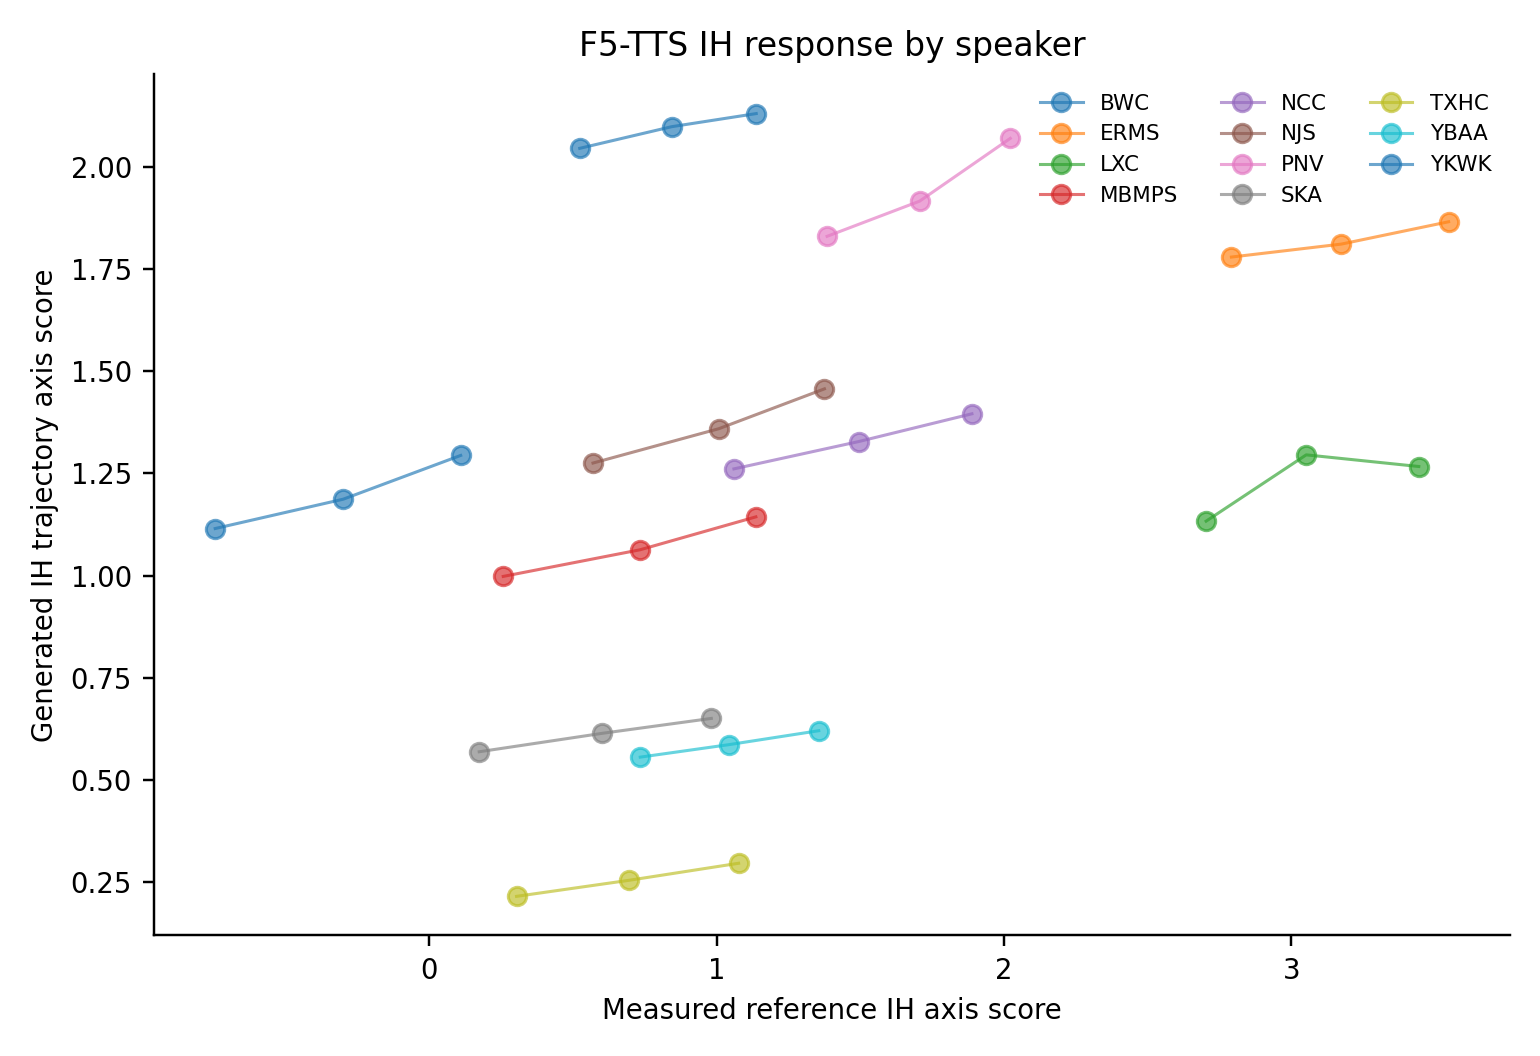 F5-TTS IH response by speaker
BWC
ERMS
LXC
MBMPS
NCC
NJS
PNV
SKA
TXHC
YBAA
YKWK
Generated IH trajectory axis score
2.00
1.75
1.50
1.25
1.00
0.75
0.50
0.25
0 1 2 3
Measured reference IH axis score